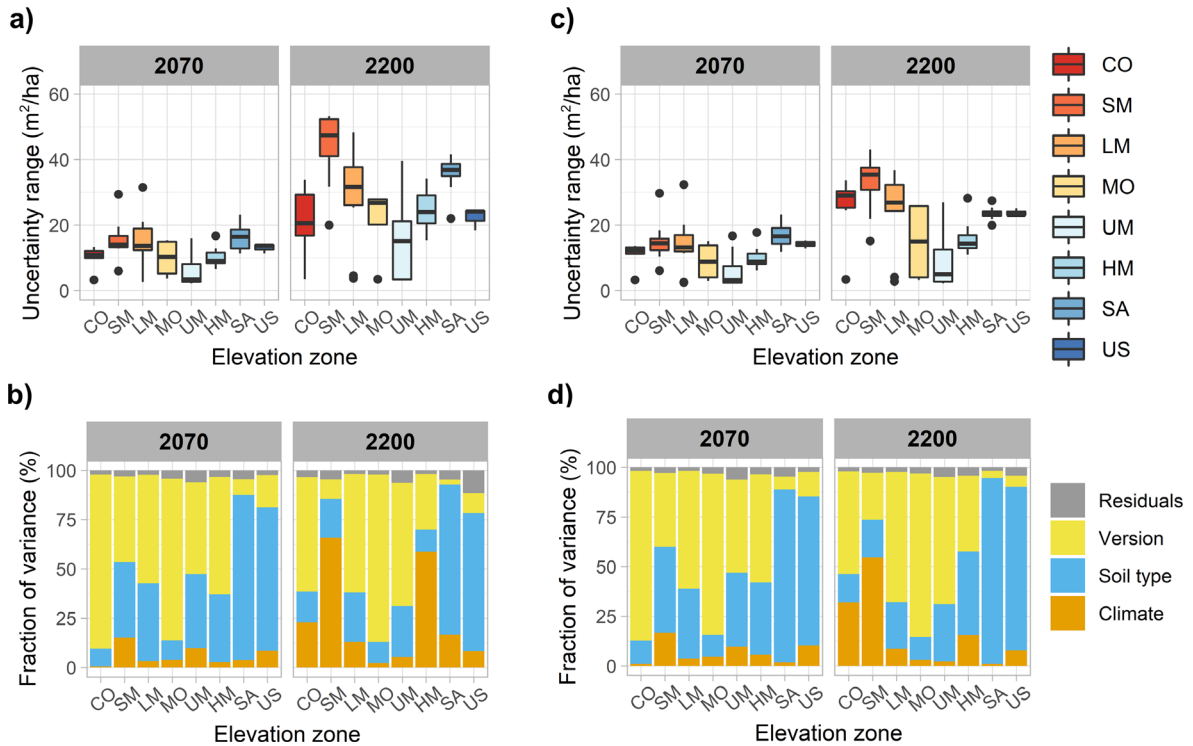 a)
2070
2200
Uncertainty range (m²/ha)
60
40
20
0
CO SM LM MO UM HM SA US
CO SM LM MO UM HM SA US
Elevation zone
c)
2070
2200
Uncertainty range (m²/ha)
60
40
20
0
CO SM LM MO UM HM SA US
CO SM LM MO UM HM SA US
Elevation zone
CO
SM
LM
MO
UM
HM
SA
US
b)
2070
2200
Fraction of variance (%)
100
75
50
25
0
CO SM LM MO UM HM SA US
CO SM LM MO UM HM SA US
Elevation zone
d)
2070
2200
Fraction of variance (%)
100
75
50
25
0
CO SM LM MO UM HM SA US
CO SM LM MO UM HM SA US
Elevation zone
Residuals
Version
Soil type
Climate